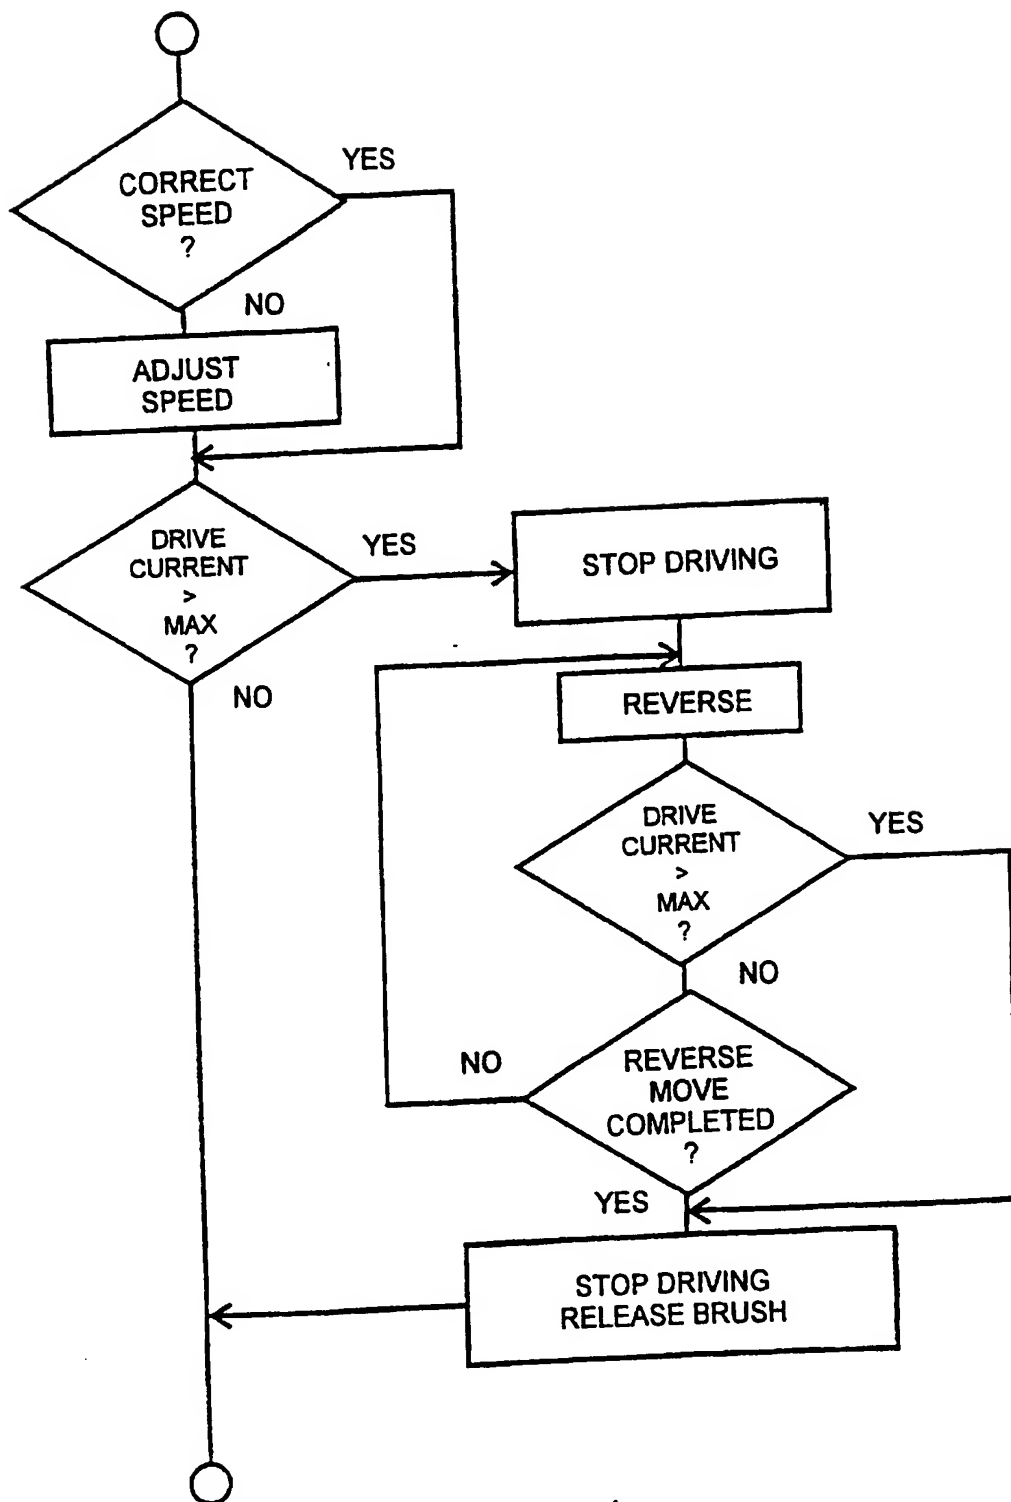 YES
CORRECT
SPEED
?
NO
ADJUST
SPEED
DRIVE
CURRENT
>
MAX
?
YES
NO
STOP DRIVING
REVERSE
DRIVE
CURRENT
>
MAX
?
YES
NO
REVERSE
MOVE
COMPLETED
?
NO
YES
STOP DRIVING
RELEASE BRUSH